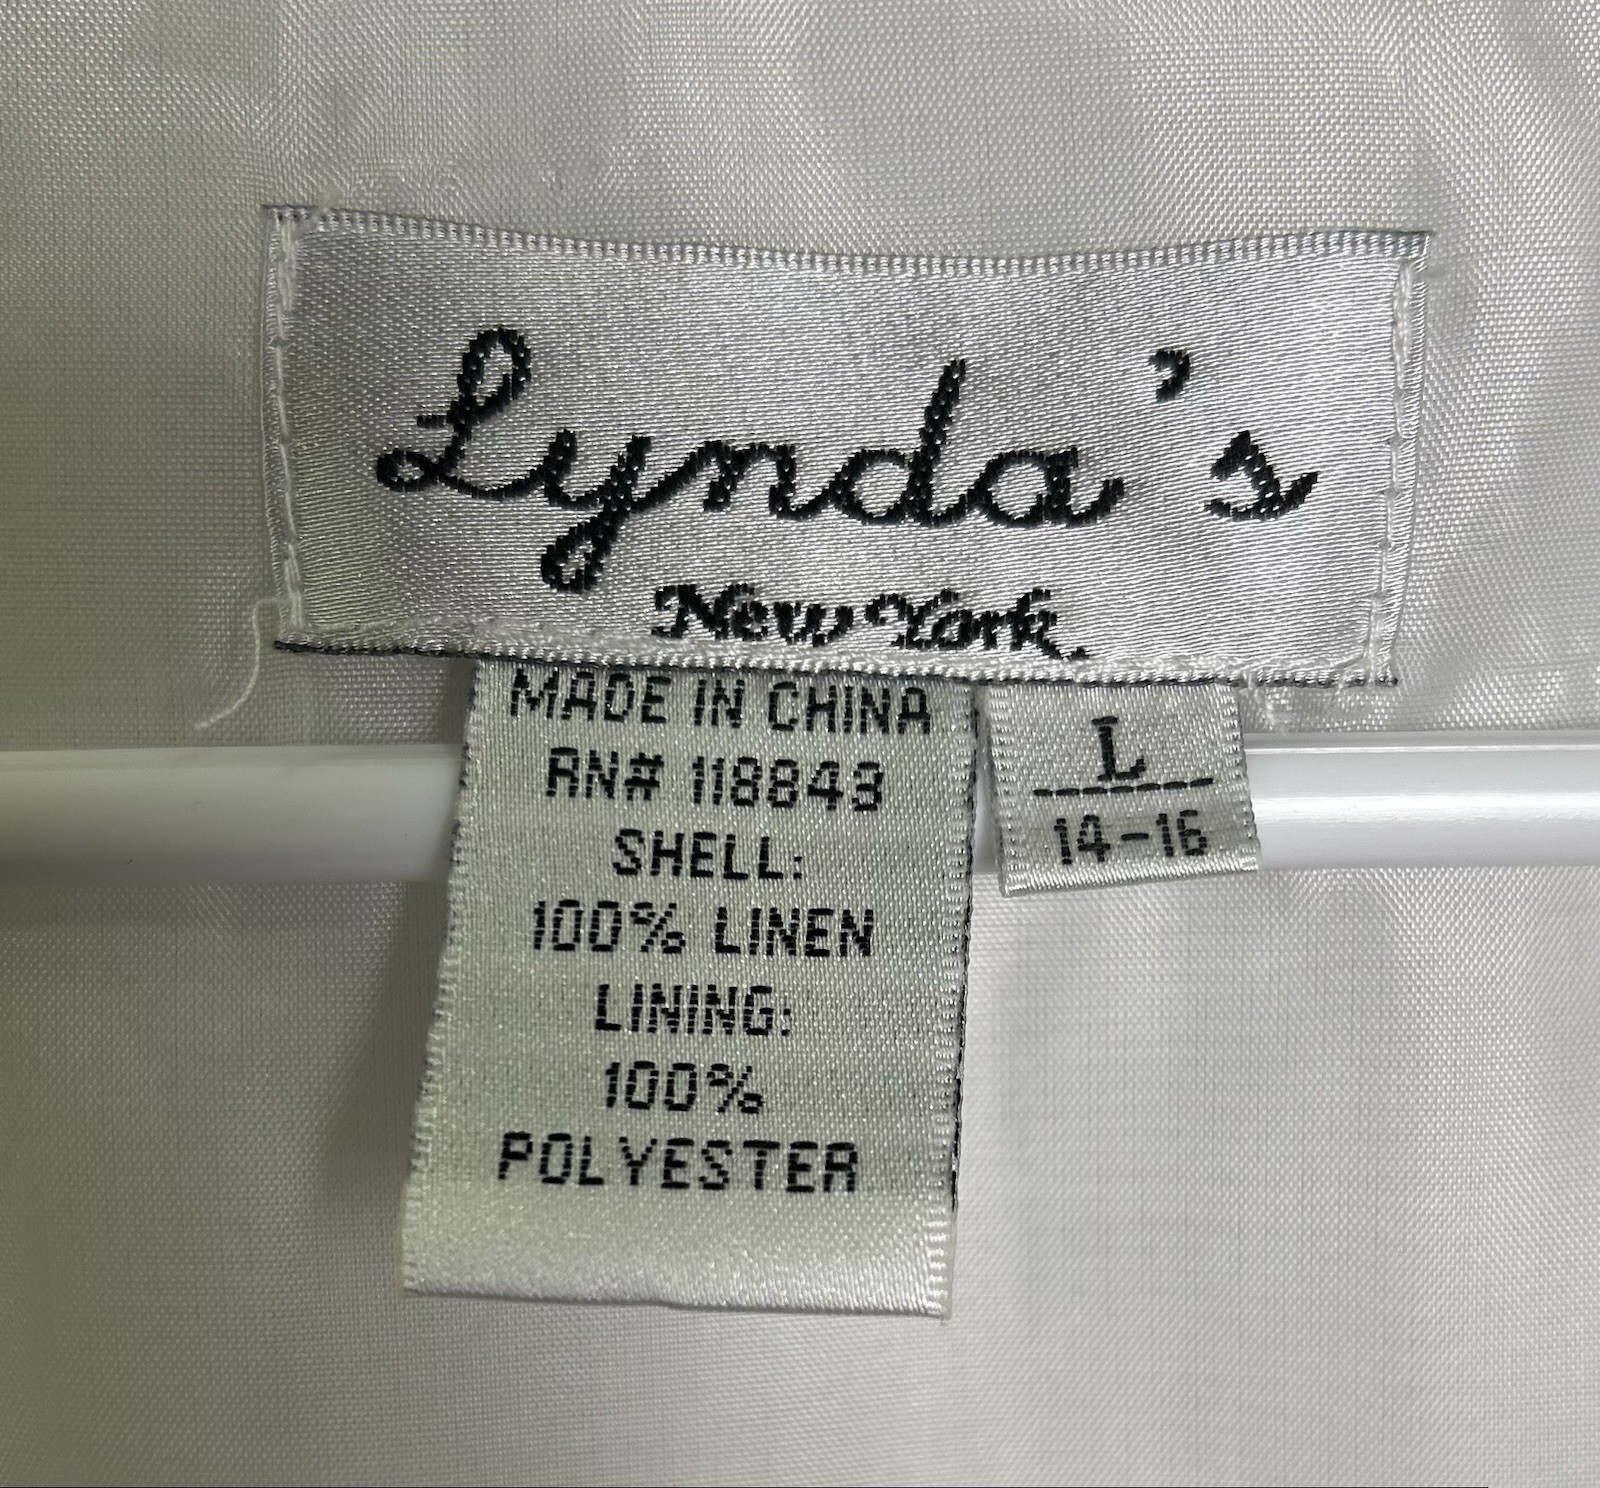 Lynda's
New York
MADE IN CHINA
RN# 118843
SHELL:
100% LINEN
LINING:
100%
POLYESTER
L
14-16